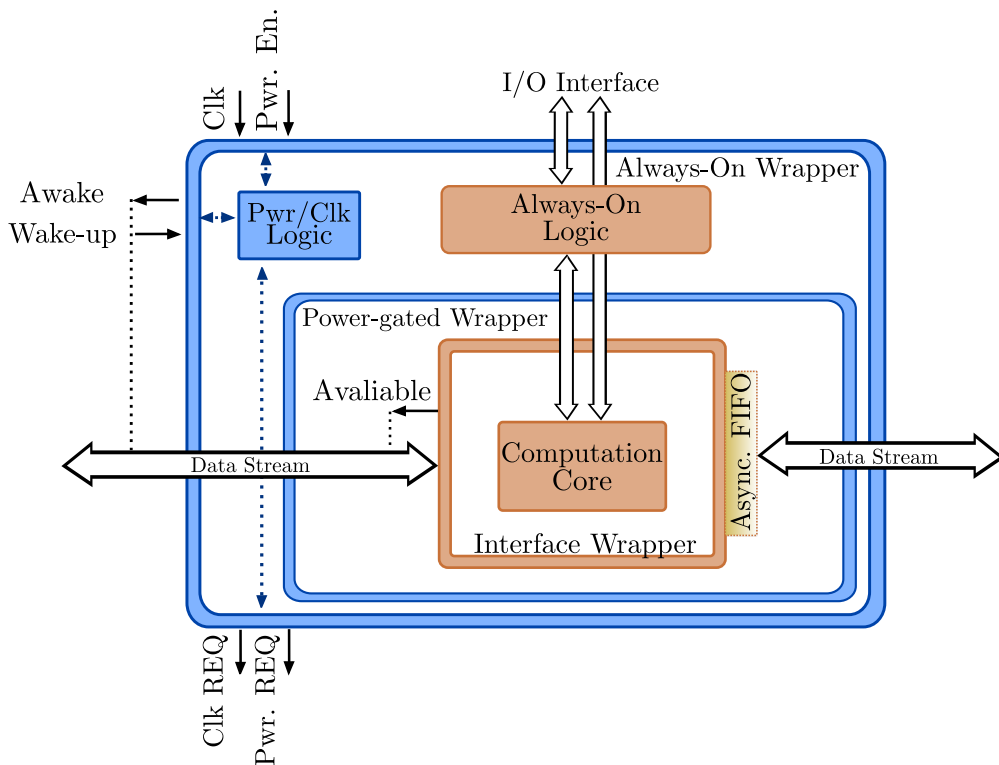 Clk
Pwr. En.
I/O Interface
Always-On Wrapper
Awake
Wake-up
Pwr/Clk
Logic
Always-On
Logic
Power-gated Wrapper
Avaliable
Async. FIFO
Computation
Core
Data Stream
Data Stream
Interface Wrapper
Clk REQ
Pwr. REQ